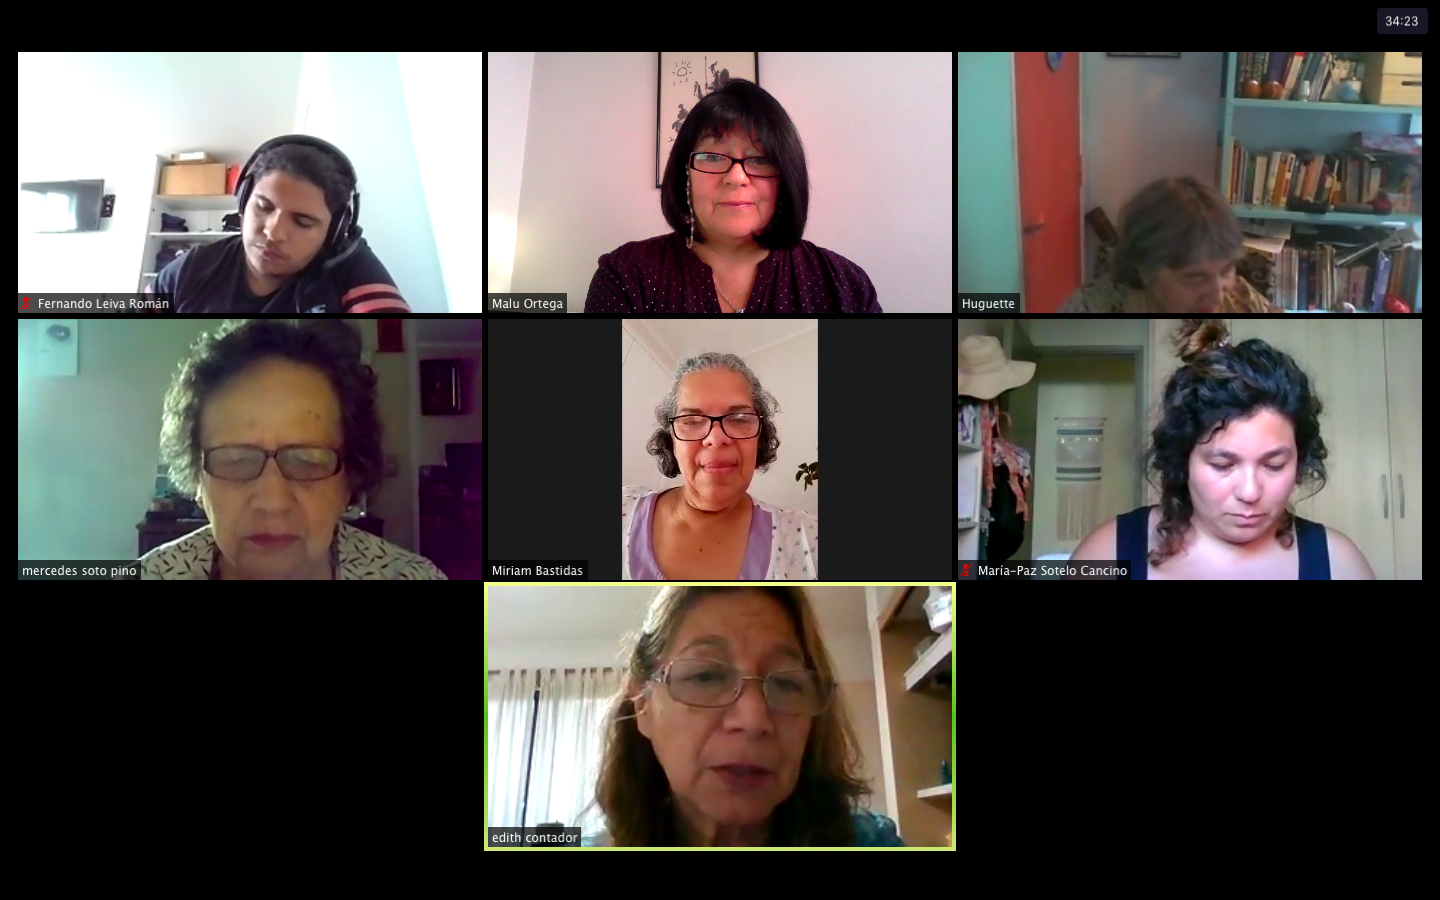 34:23
Fernando Leiva Román
Malu Ortega
Huguette
mercedes soto pino
Miriam Bastidas
María-Paz Sotelo Cancino
edith contador